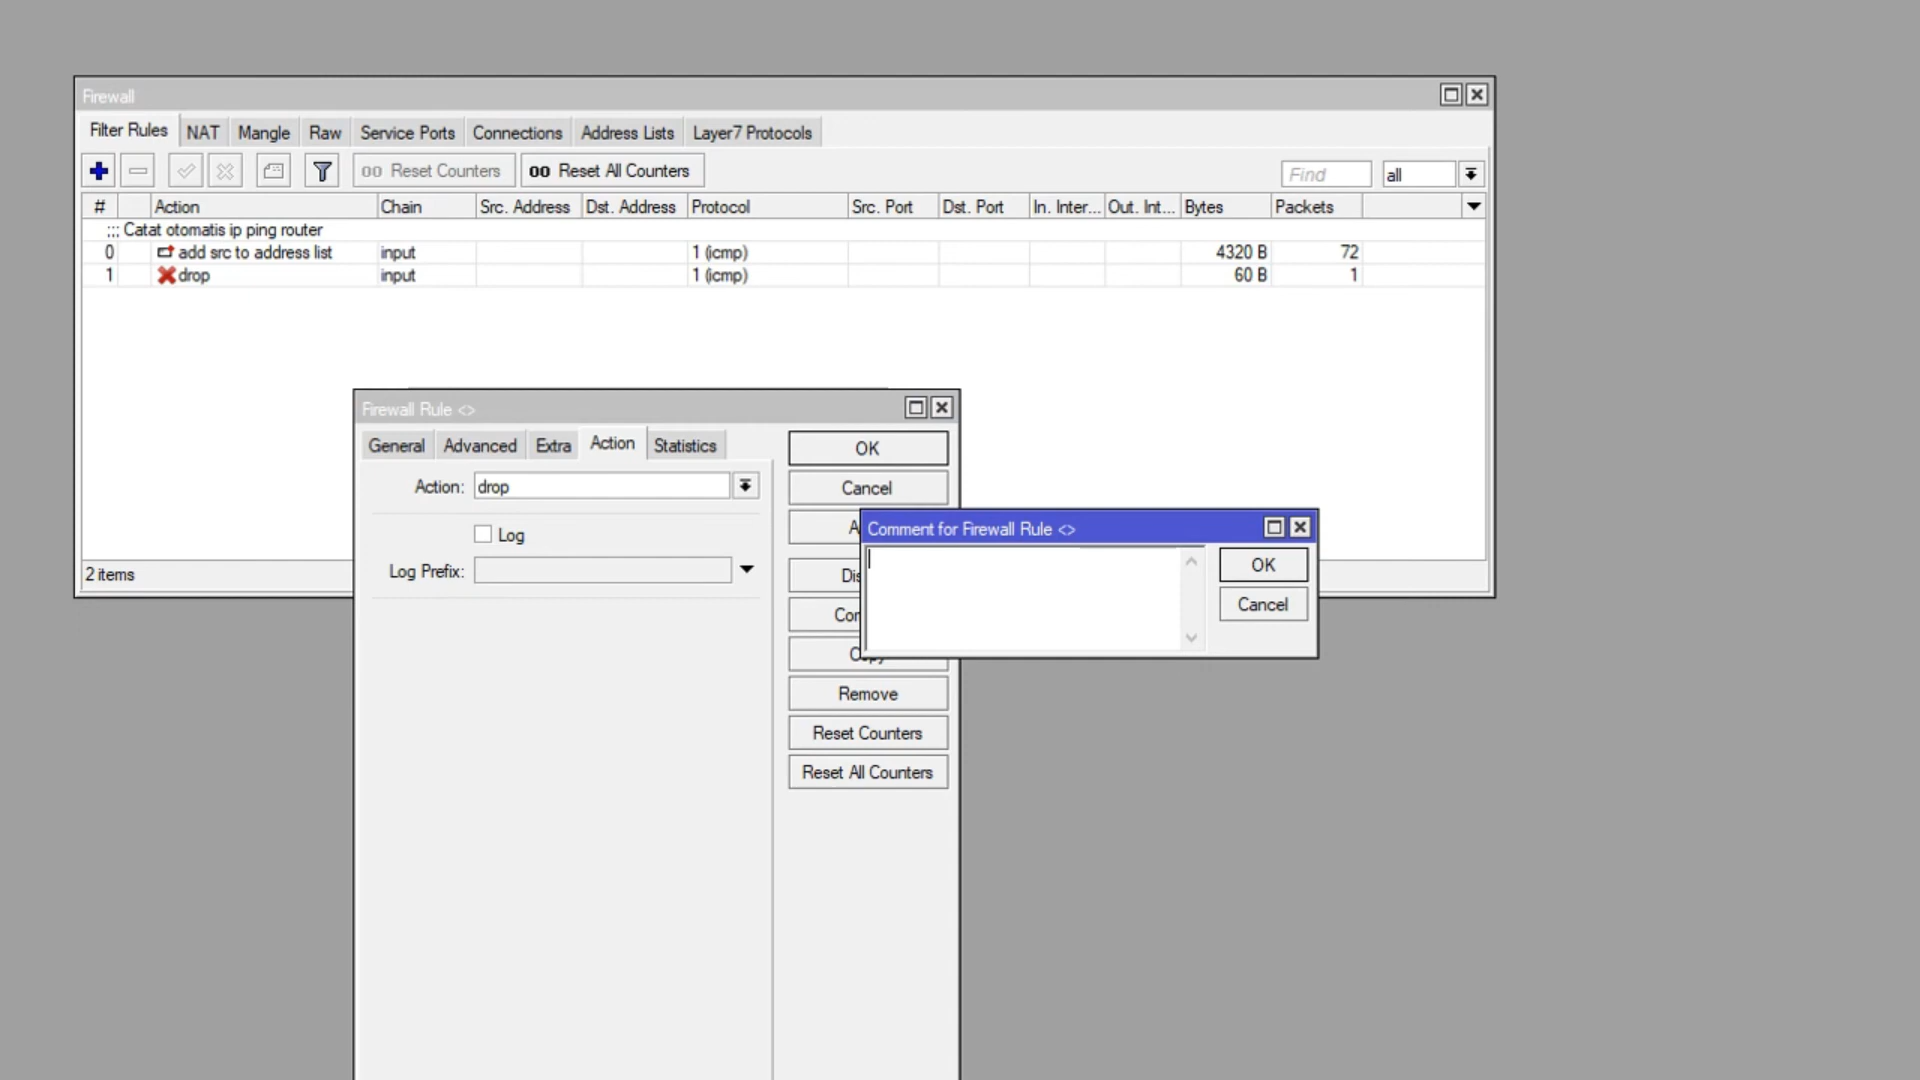 Firewall
Filter Rules NAT Mangle Raw Service Ports Connections Address Lists Layer7 Protocols
00 Reset Counters 00 Reset All Counters Find all
# Action Chain Src. Address Dst. Address Protocol Src. Port Dst. Port In. Inter... Out. Int... Bytes Packets
;;; Catat otomatis ip ping router
0 add src to address list input 1 (icmp) 4320 B 72
1 drop input 1 (icmp) 60 B 1
2 items
Firewall Rule <>
General Advanced Extra Action Statistics
Action: drop
Log
Log Prefix:
OK
Cancel
A
Dis
Con
Copy
Remove
Reset Counters
Reset All Counters
Comment for Firewall Rule <>
OK
Cancel